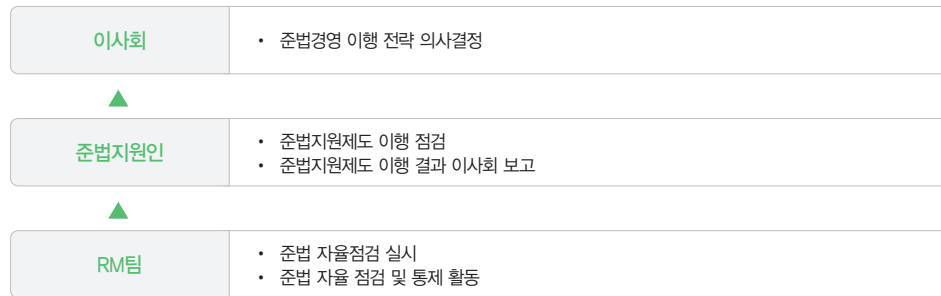 이사회
• 준법경영 이행 전략 의사결정
준법지원인
• 준법지원제도 이행 점검
• 준법지원제도 이행 결과 이사회 보고
RM팀
• 준법 자율점검 실시
• 준법 자율 점검 및 통제 활동